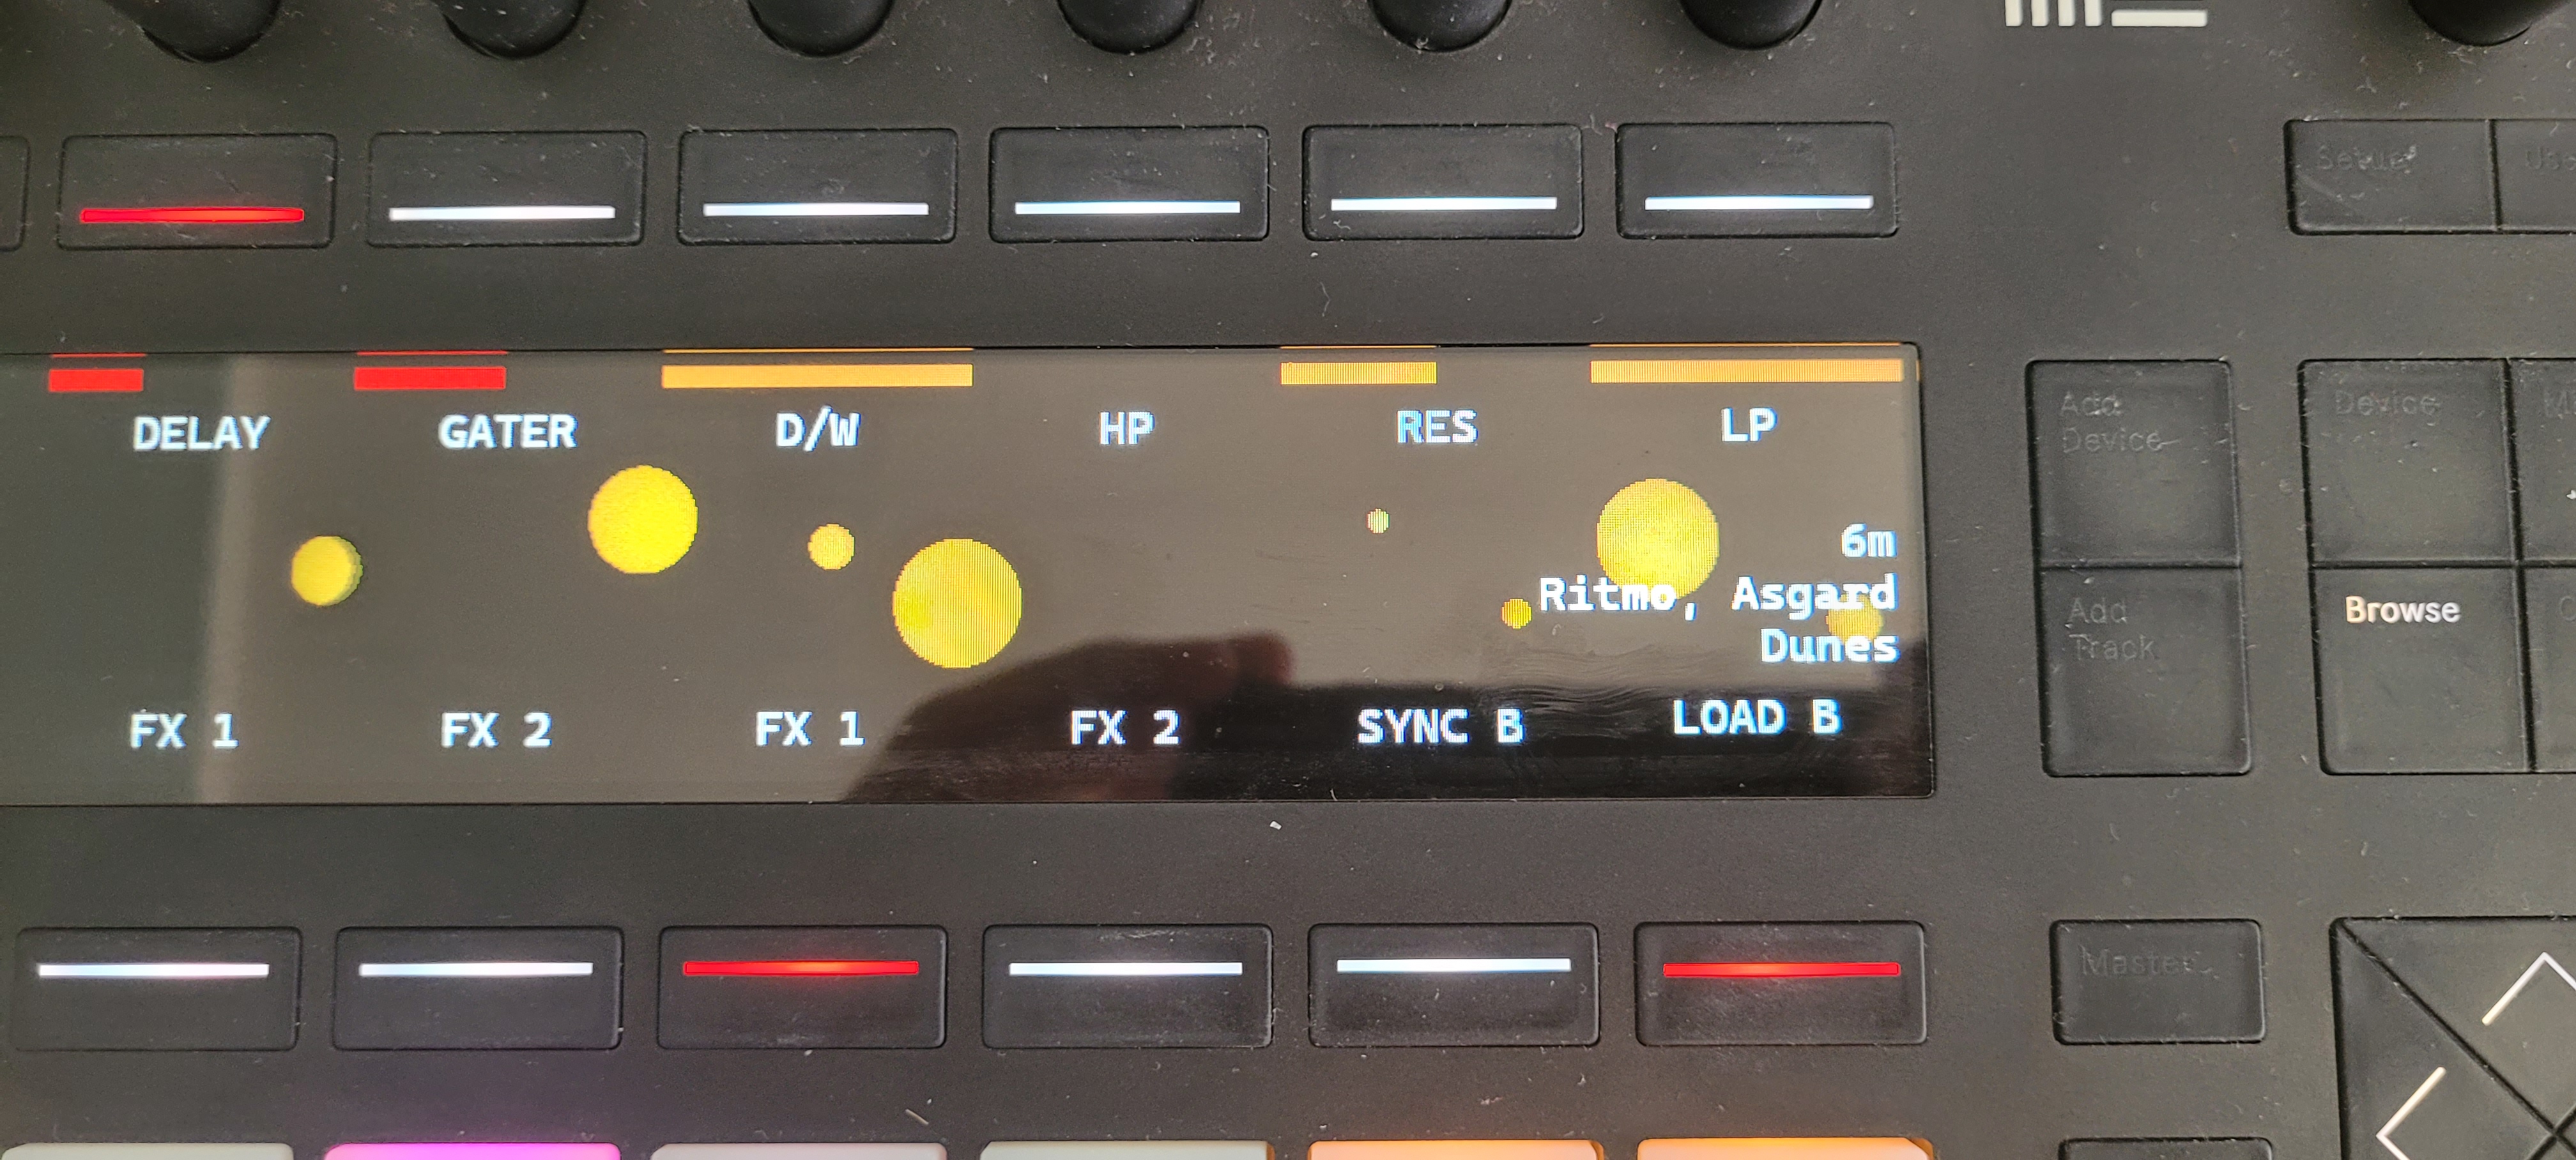 Setup
DELAY GATER D/W HP RES LP
Add
Device
Device
6m
Ritmo, Asgard
Dunes
Add
Track
Browse
FX 1 FX 2 FX 1 FX 2 SYNC B LOAD B
Master